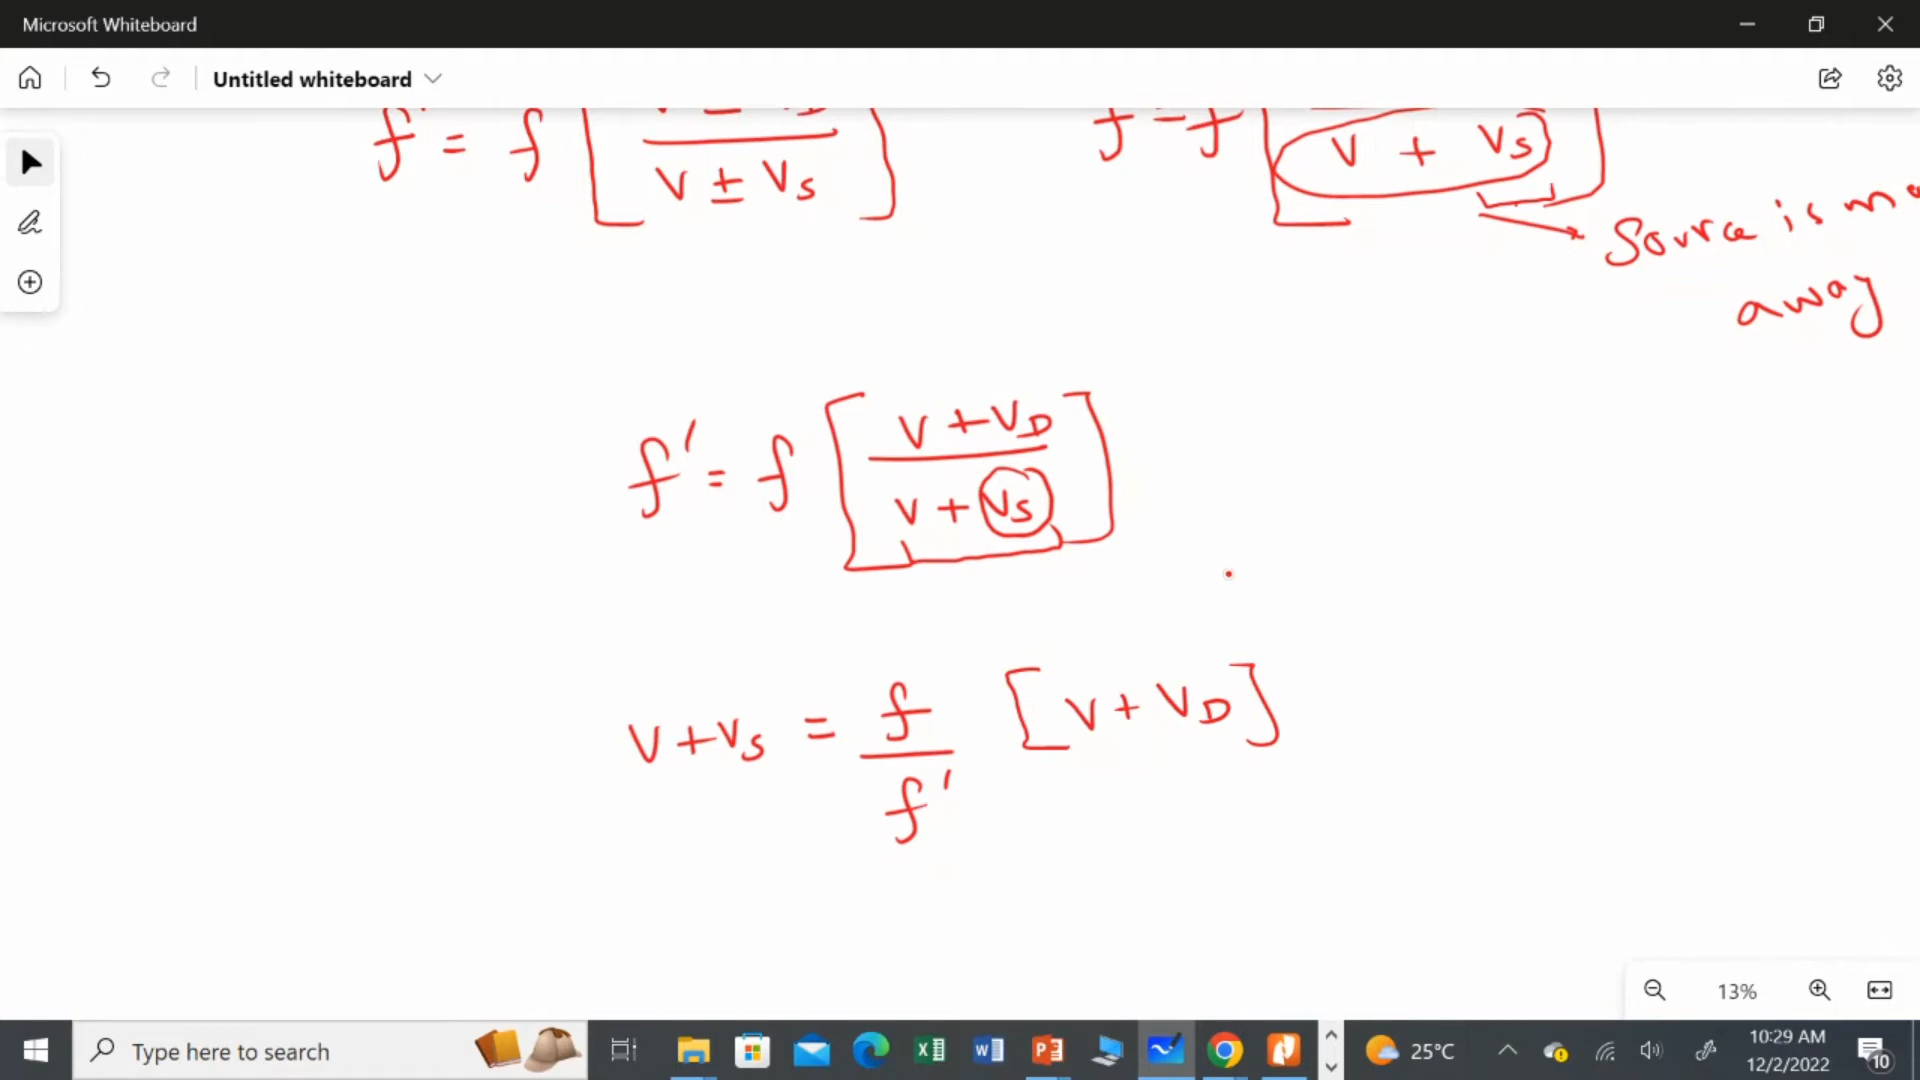 Microsoft Whiteboard
Untitled whiteboard
f' = f [ / V ± VS ]
f = f [ / V + VS ]
Source is
away
f' = f [ V + VD / V + VS ]
V + VS = f / f' [ V + VD ]
13%
Type here to search
25°C
10:29 AM
12/2/2022
10